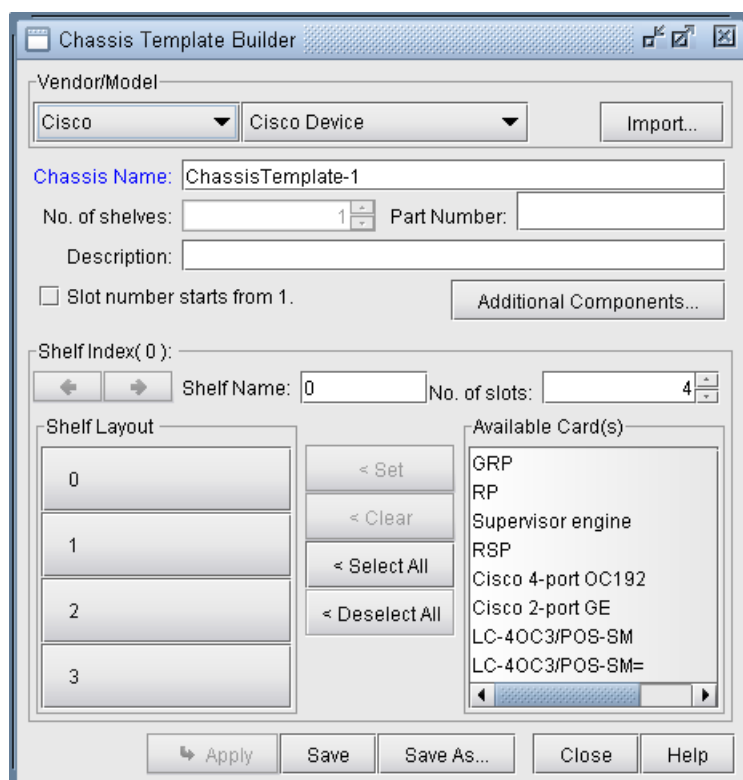 Chassis Template Builder
Vendor/Model
Cisco Cisco Device Import...
Chassis Name: ChassisTemplate-1
No. of shelves: 1 Part Number:
Description:
Slot number starts from 1.
Additional Components...
Shelf Index( 0 ):
Shelf Name: 0 No. of slots: 4
Shelf Layout
0
1
2
3
< Set
< Clear
< Select All
< Deselect All
Available Card(s)
GRP
RP
Supervisor engine
RSP
Cisco 4-port OC192
Cisco 2-port GE
LC-4OC3/POS-SM
LC-4OC3/POS-SM=
Apply Save Save As... Close Help